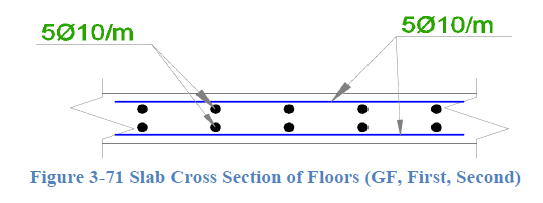 5Ø10/m
5Ø10/m
Figure 3-71 Slab Cross Section of Floors (GF, First, Second)